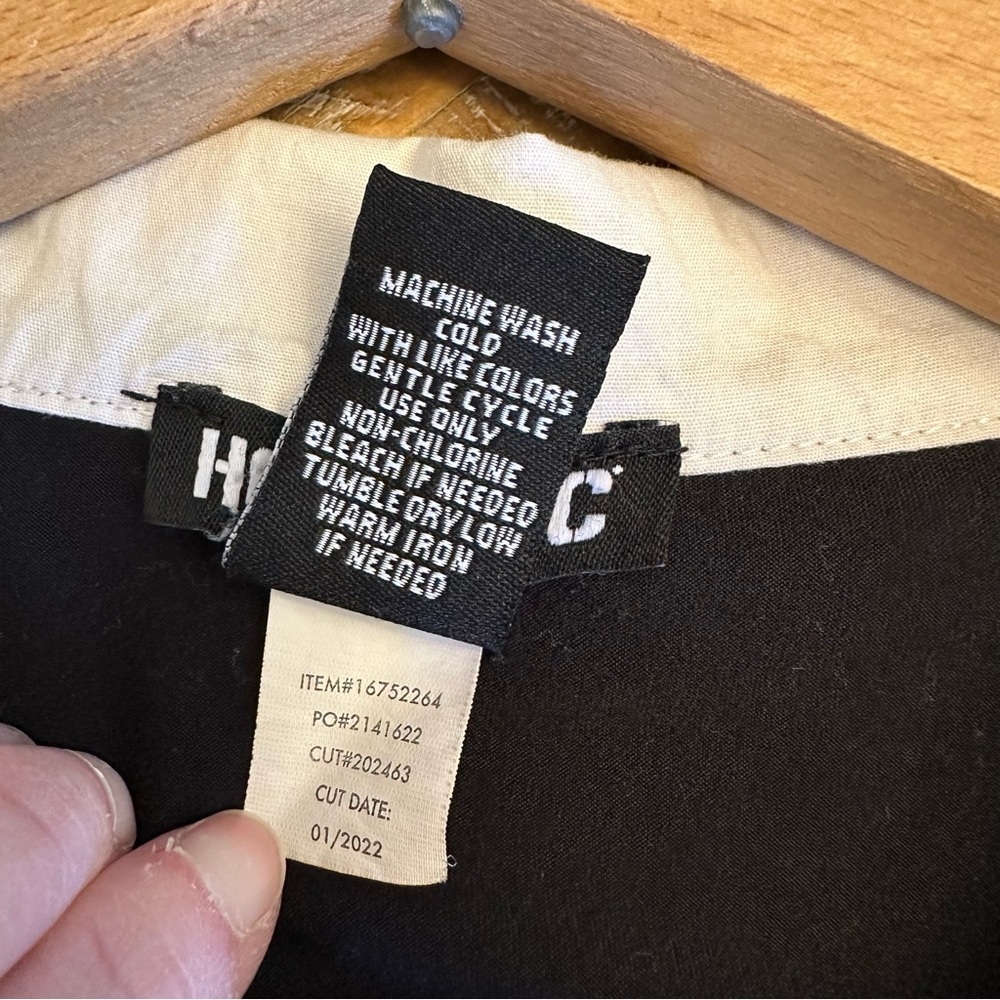 MACHINE WASH
COLD
WITH LIKE COLORS
GENTLE CYCLE
USE ONLY
NON-CHLORINE
BLEACH IF NEEDED
TUMBLE DRY LOW
WARM IRON
IF NEEDED
H C
ITEM#16752264
PO#2141622
CUT#202463
CUT DATE:
01/2022